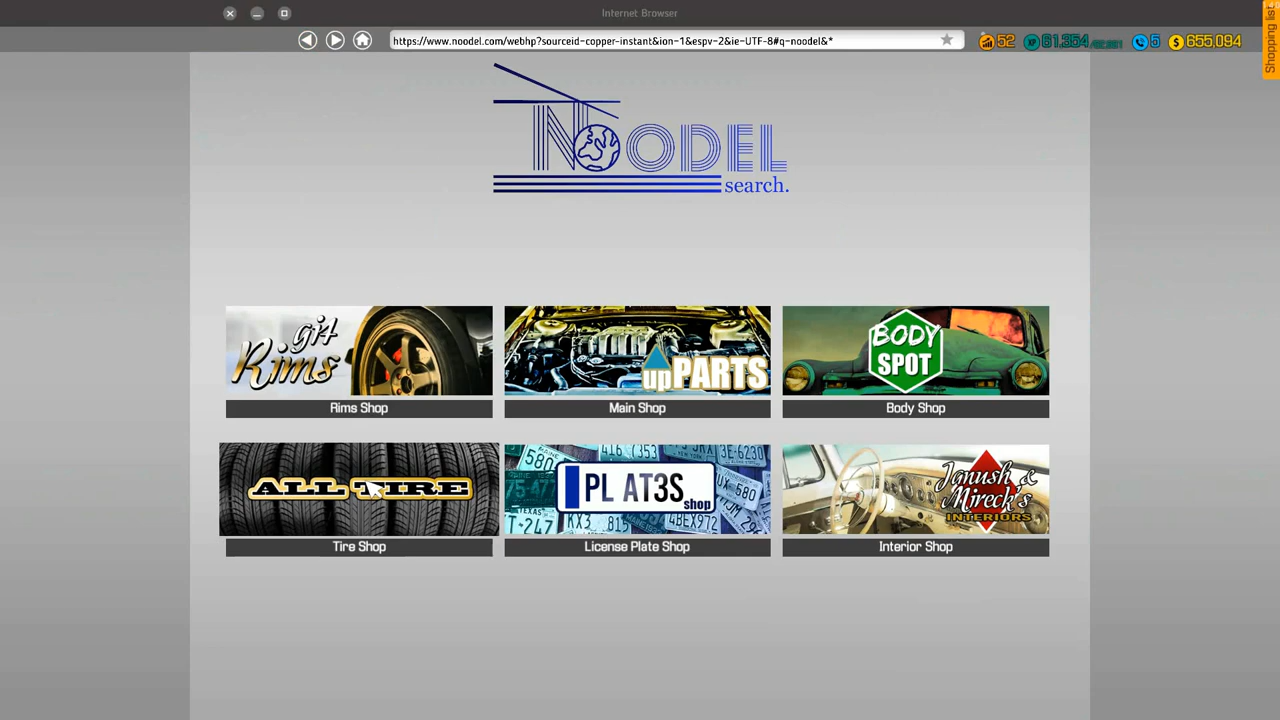 Internet Browser
https://www.noodel.com/webhp?sourceid-copper-instant&ion-1&espv-2&ie-UTF-8#q-noodel&*
52
61,354
5
655,094
Shopping list
NOODEL
search.
git
Rims
upPARTS
BODY
SPOT
Rims Shop
Main Shop
Body Shop
ALL TIRE
PL AT3S
shop
Janush &
Mireck's
INTERIORS
Tire Shop
License Plate Shop
Interior Shop